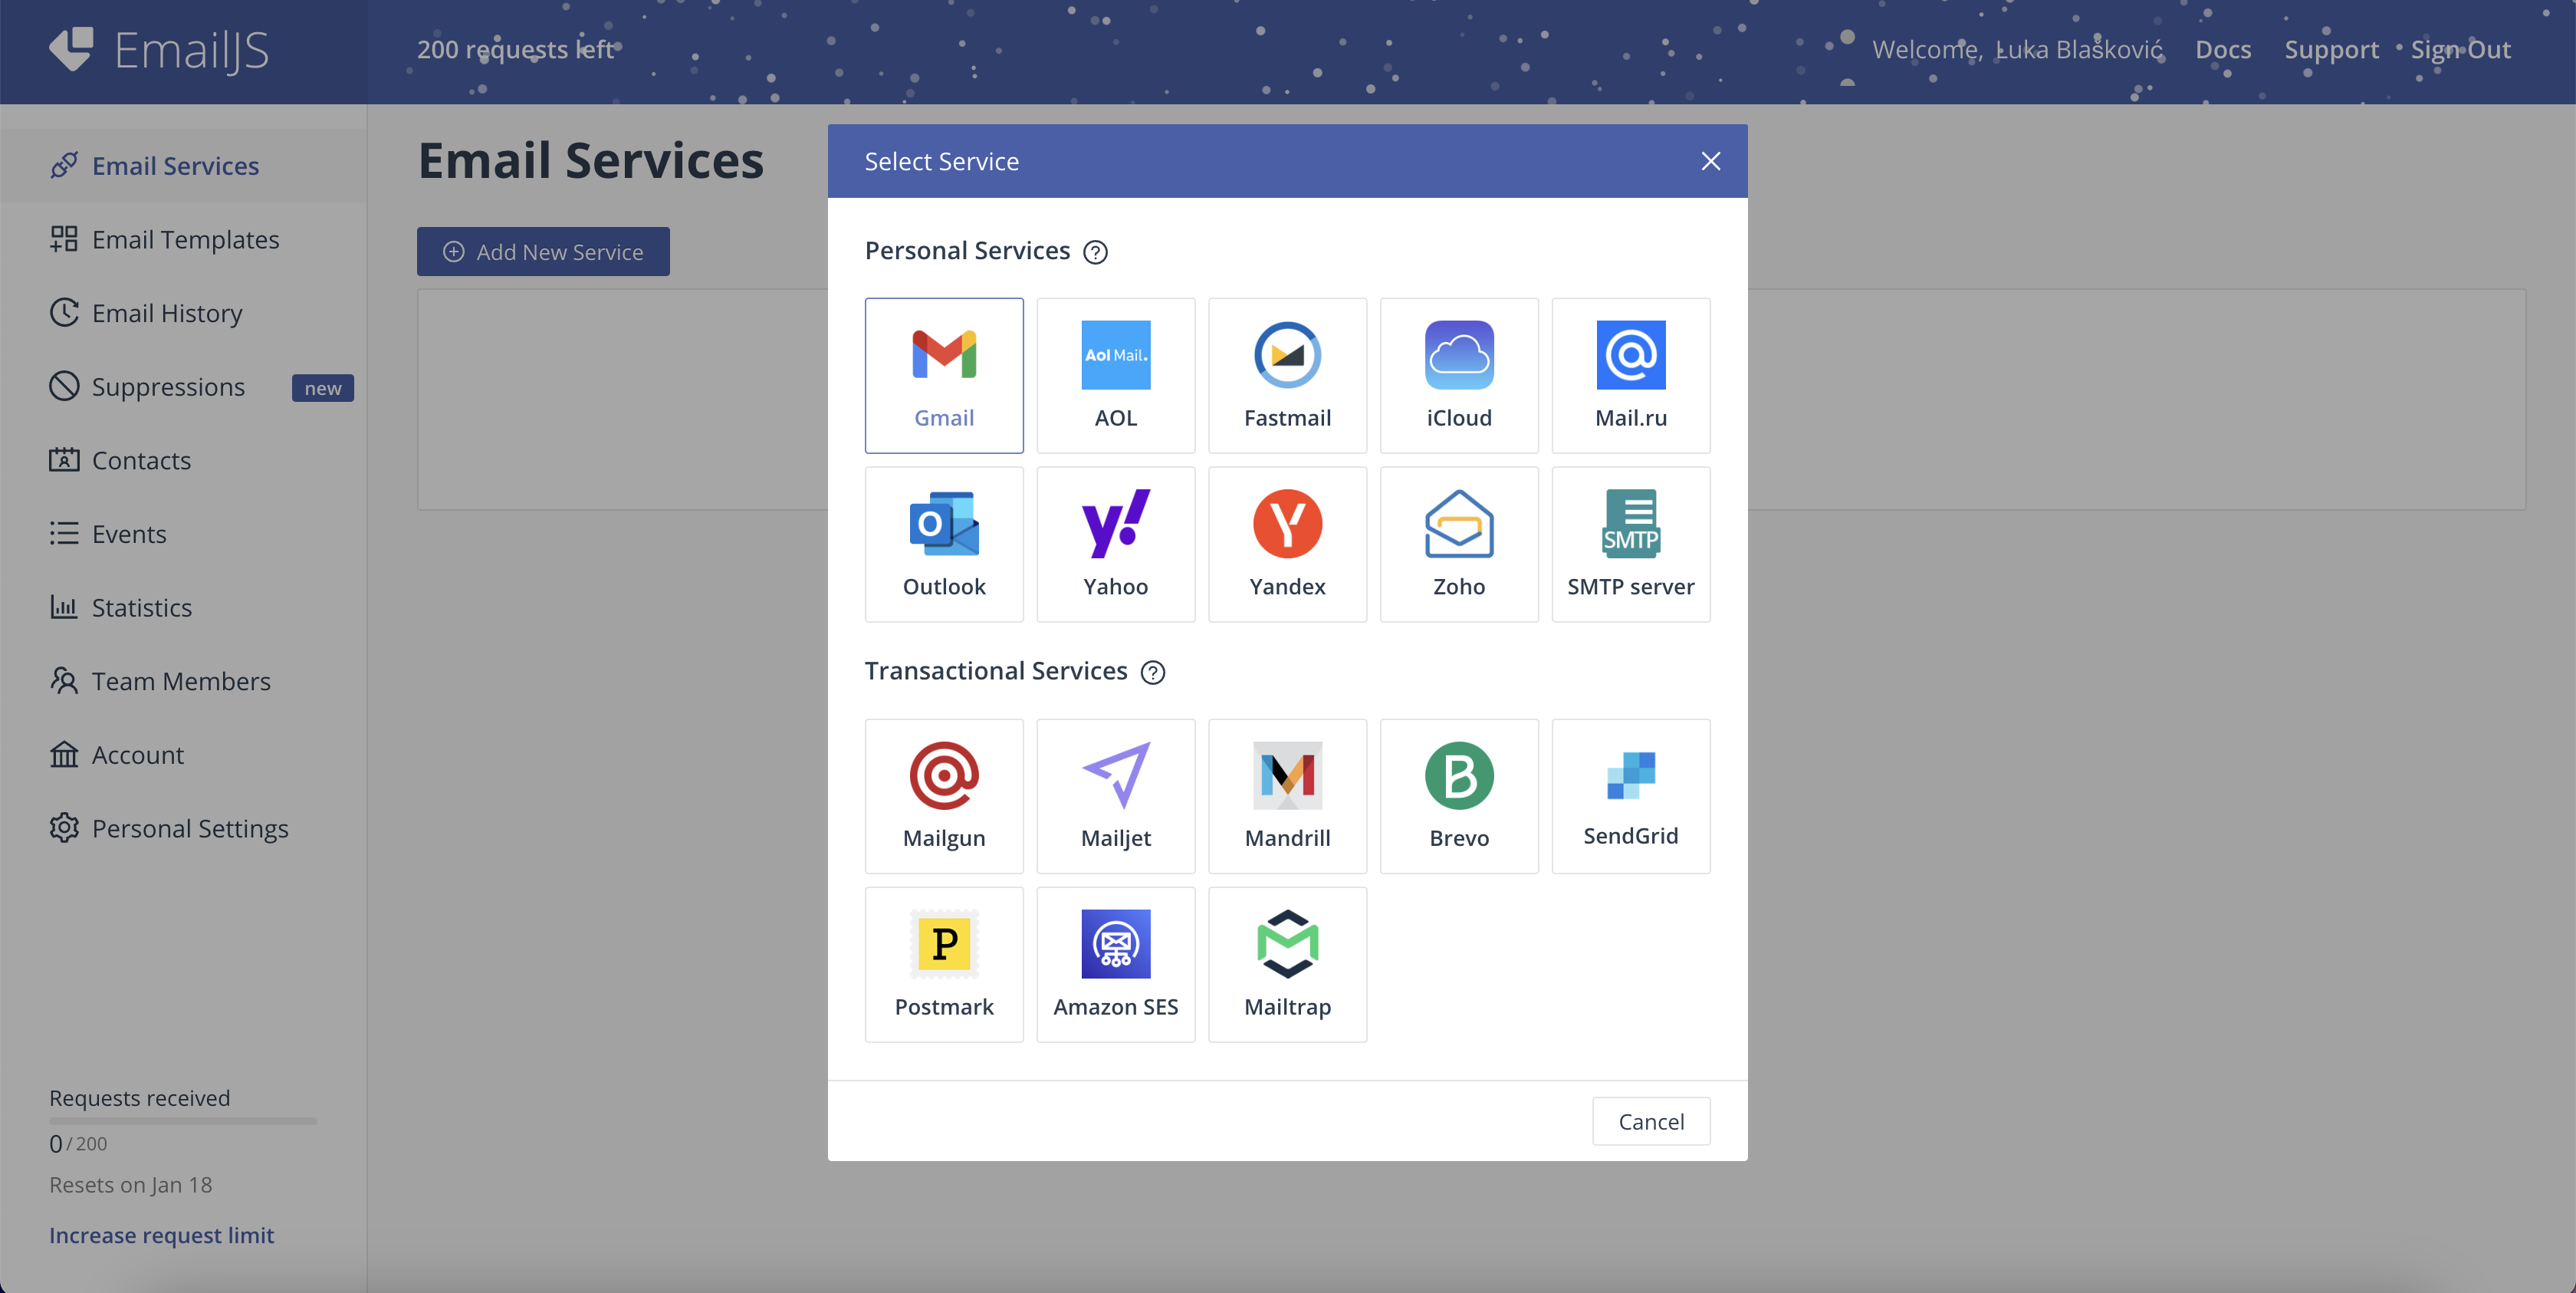 EmailJS
200 requests left
Welcome, Luka Blašković
Docs
Support
Sign Out
Email Services
Email Templates
Email History
Suppressions new
Contacts
Events
Statistics
Team Members
Account
Personal Settings
Requests received
0 / 200
Resets on Jan 18
Increase request limit
Email Services
Add New Service
Select Service
Personal Services ?
Gmail
Aol Mail.
AOL
Fastmail
iCloud
Mail.ru
O
Outlook
y!
Yahoo
Y
Yandex
Zoho
SMTP
SMTP server
Transactional Services ?
Mailgun
Mailjet
Mandrill
B
Brevo
SendGrid
P
Postmark
Amazon SES
Mailtrap
Cancel